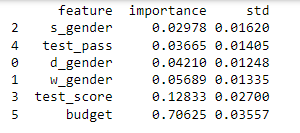 feature importance std
2 s_gender 0.02978 0.01620
4 test_pass 0.03665 0.01405
0 d_gender 0.04210 0.01248
1 w_gender 0.05689 0.01335
3 test_score 0.12833 0.02700
5 budget 0.70625 0.03557